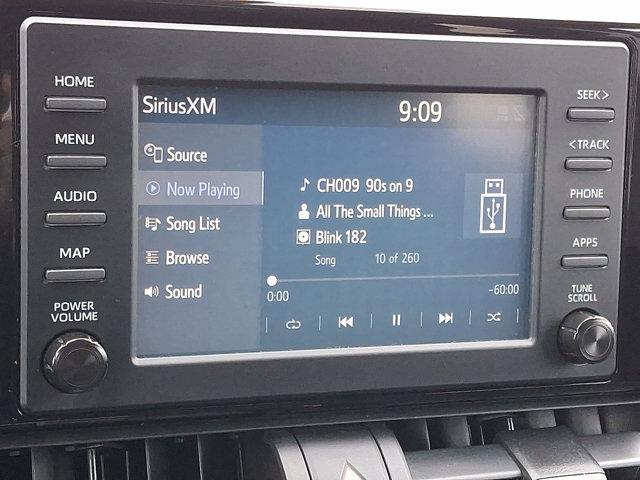 HOME
MENU
AUDIO
MAP
POWER
VOLUME
SiriusXM
9:09
Source
Now Playing
Song List
Browse
Sound
CH009 90s on 9
All The Small Things ...
Blink 182
Song 10 of 260
0:00 -60:00
SEEK >
< TRACK
PHONE
APPS
TUNE
SCROLL